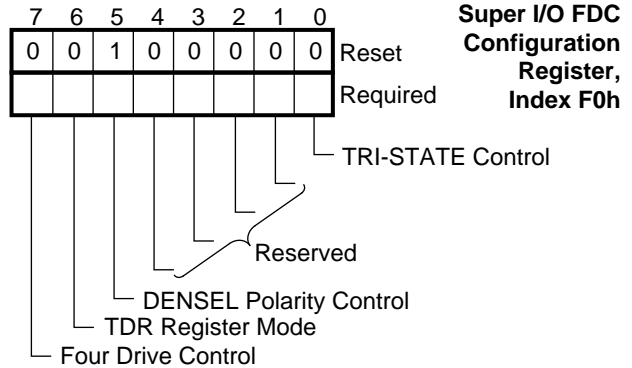 7 6 5 4 3 2 1 0
Super I/O FDC
Configuration
Register,
Index F0h
0 0 1 0 0 0 0 0 Reset
Required
TRI-STATE Control
Reserved
DENSEL Polarity Control
TDR Register Mode
Four Drive Control